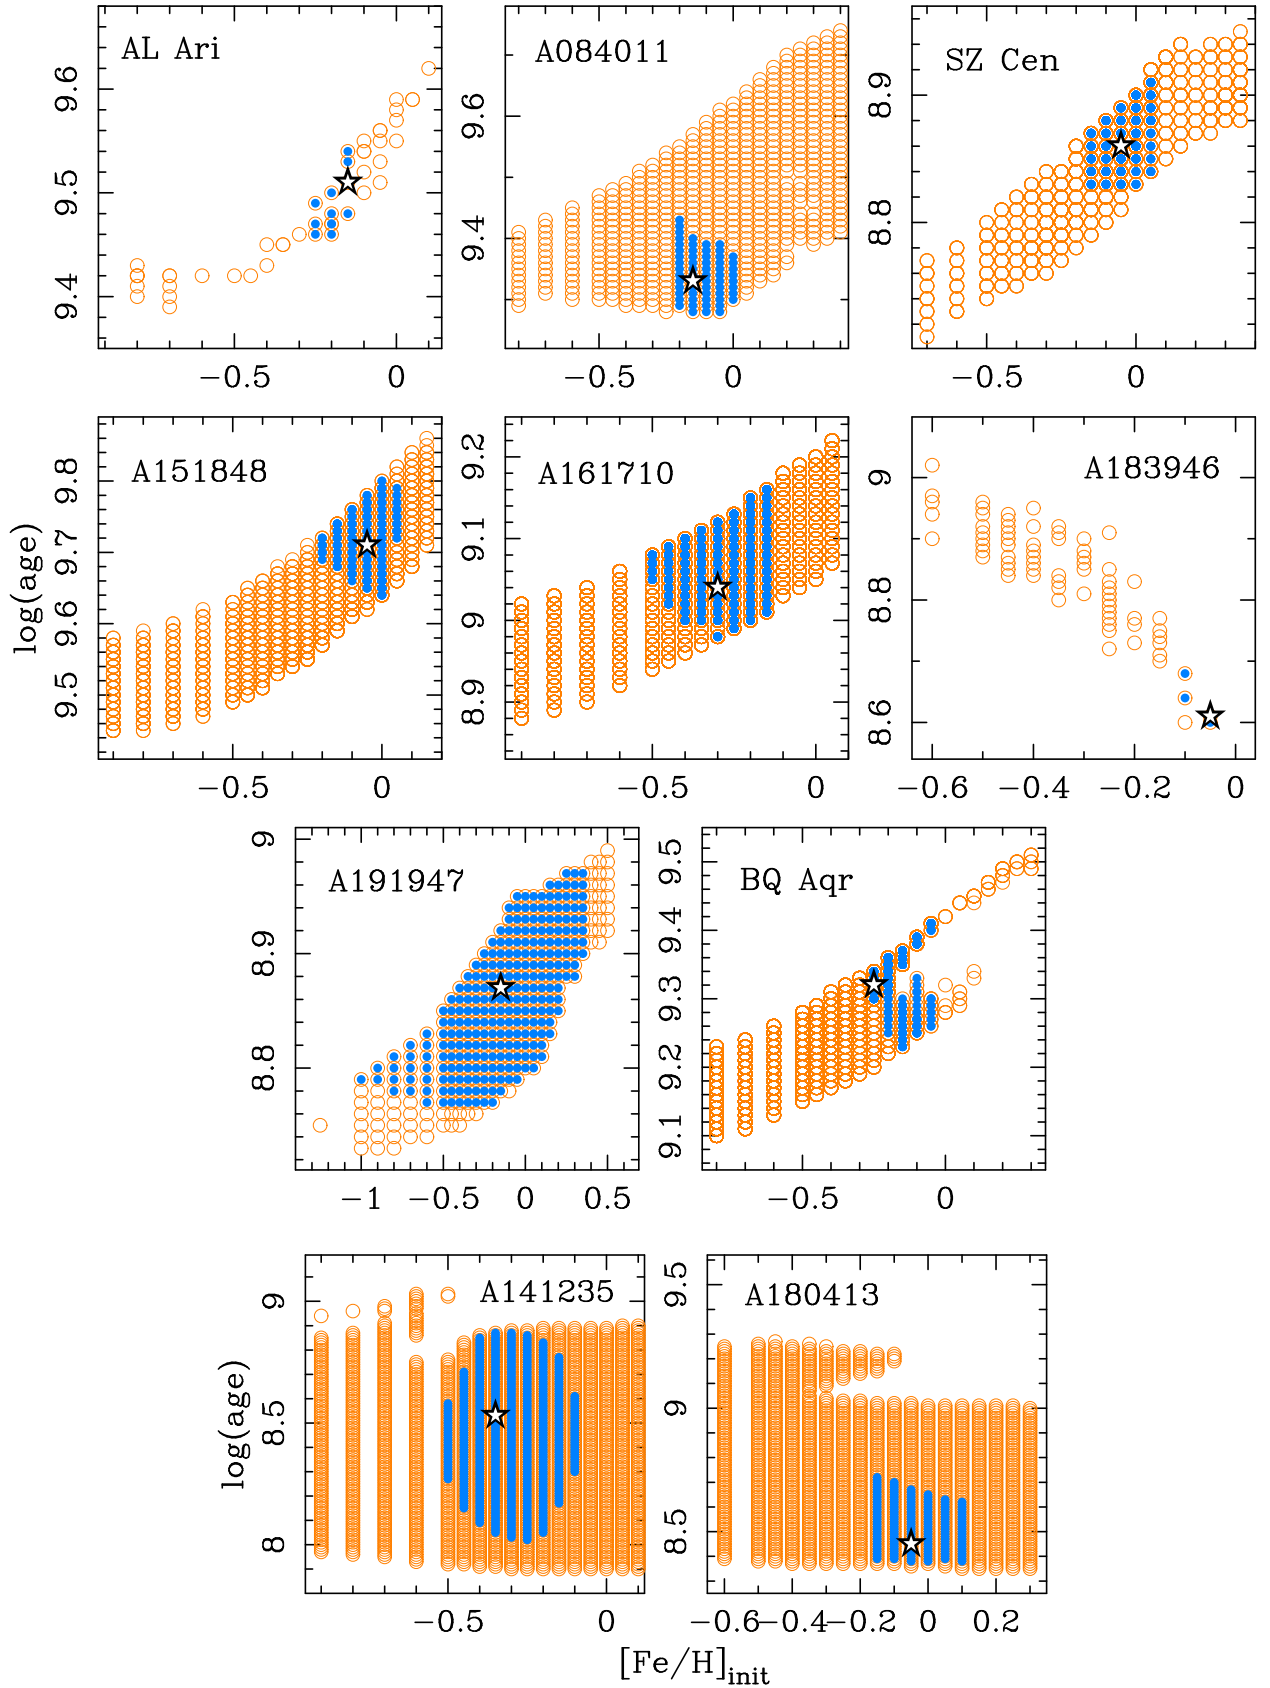 AL Ari
A084011
SZ Cen
9.6
9.5
9.4
9.6
9.4
8.9
8.8
−0.5 0
−0.5 0
−0.5 0
A151848
A161710
A183946
log(age)
9.8
9.7
9.6
9.5
9.2
9.1
9
8.9
9
8.8
8.6
−0.5 0
−0.5 0
−0.6 −0.4 −0.2 0
A191947
BQ Aqr
9
8.9
8.8
9.5
9.4
9.3
9.2
9.1
−1 −0.5 0 0.5
−0.5 0
A141235
A180413
log(age)
9
8.5
8
9.5
9
8.5
−0.5 0
−0.6 −0.4 −0.2 0 0.2
[Fe/H]init